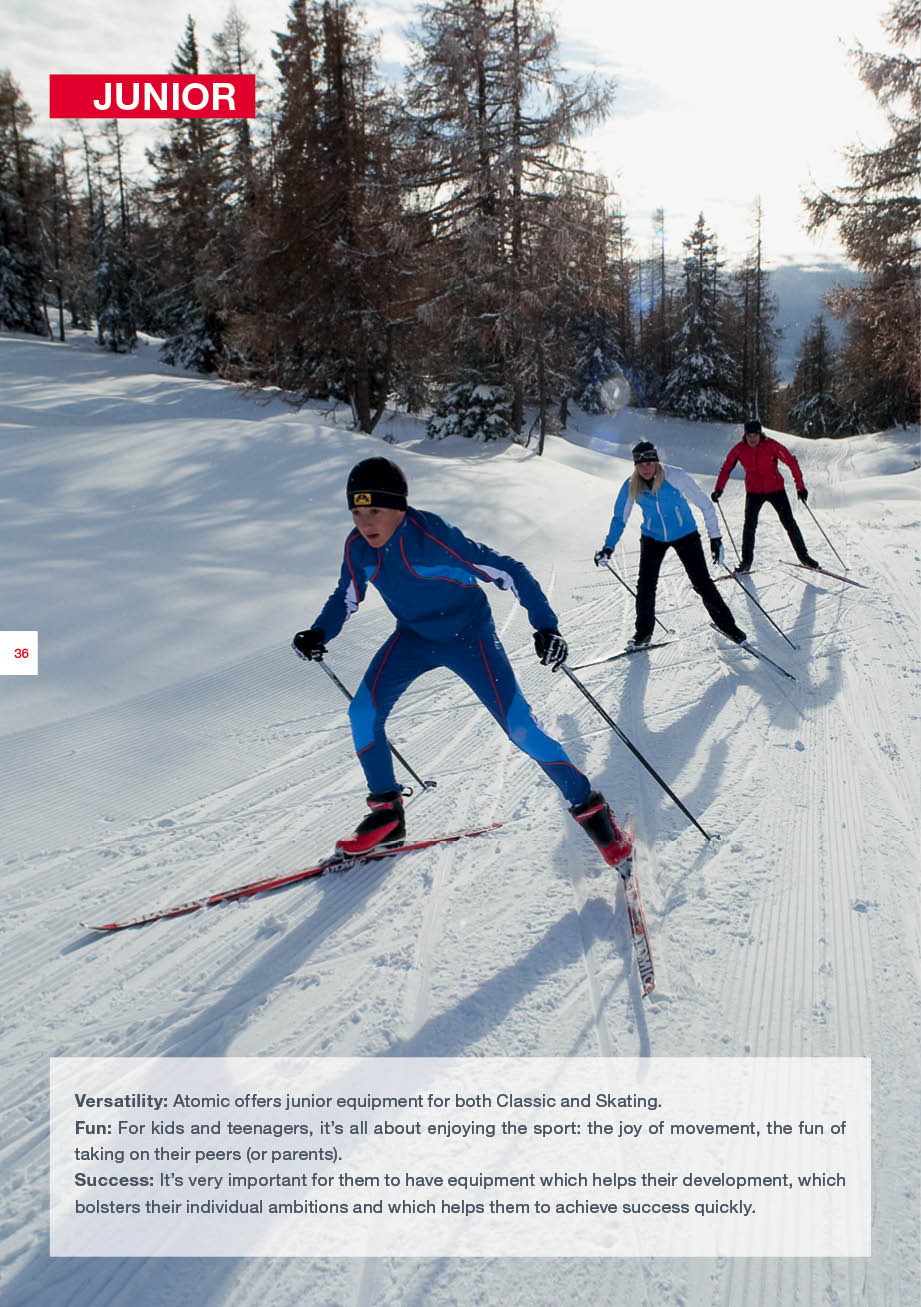 JUNIOR
36
ATOMIC
ATOMIC
Versatility: Atomic offers junior equipment for both Classic and Skating.
Fun: For kids and teenagers, it’s all about enjoying the sport: the joy of movement, the fun of
taking on their peers (or parents).
Success: It’s very important for them to have equipment which helps their development, which
bolsters their individual ambitions and which helps them to achieve success quickly.